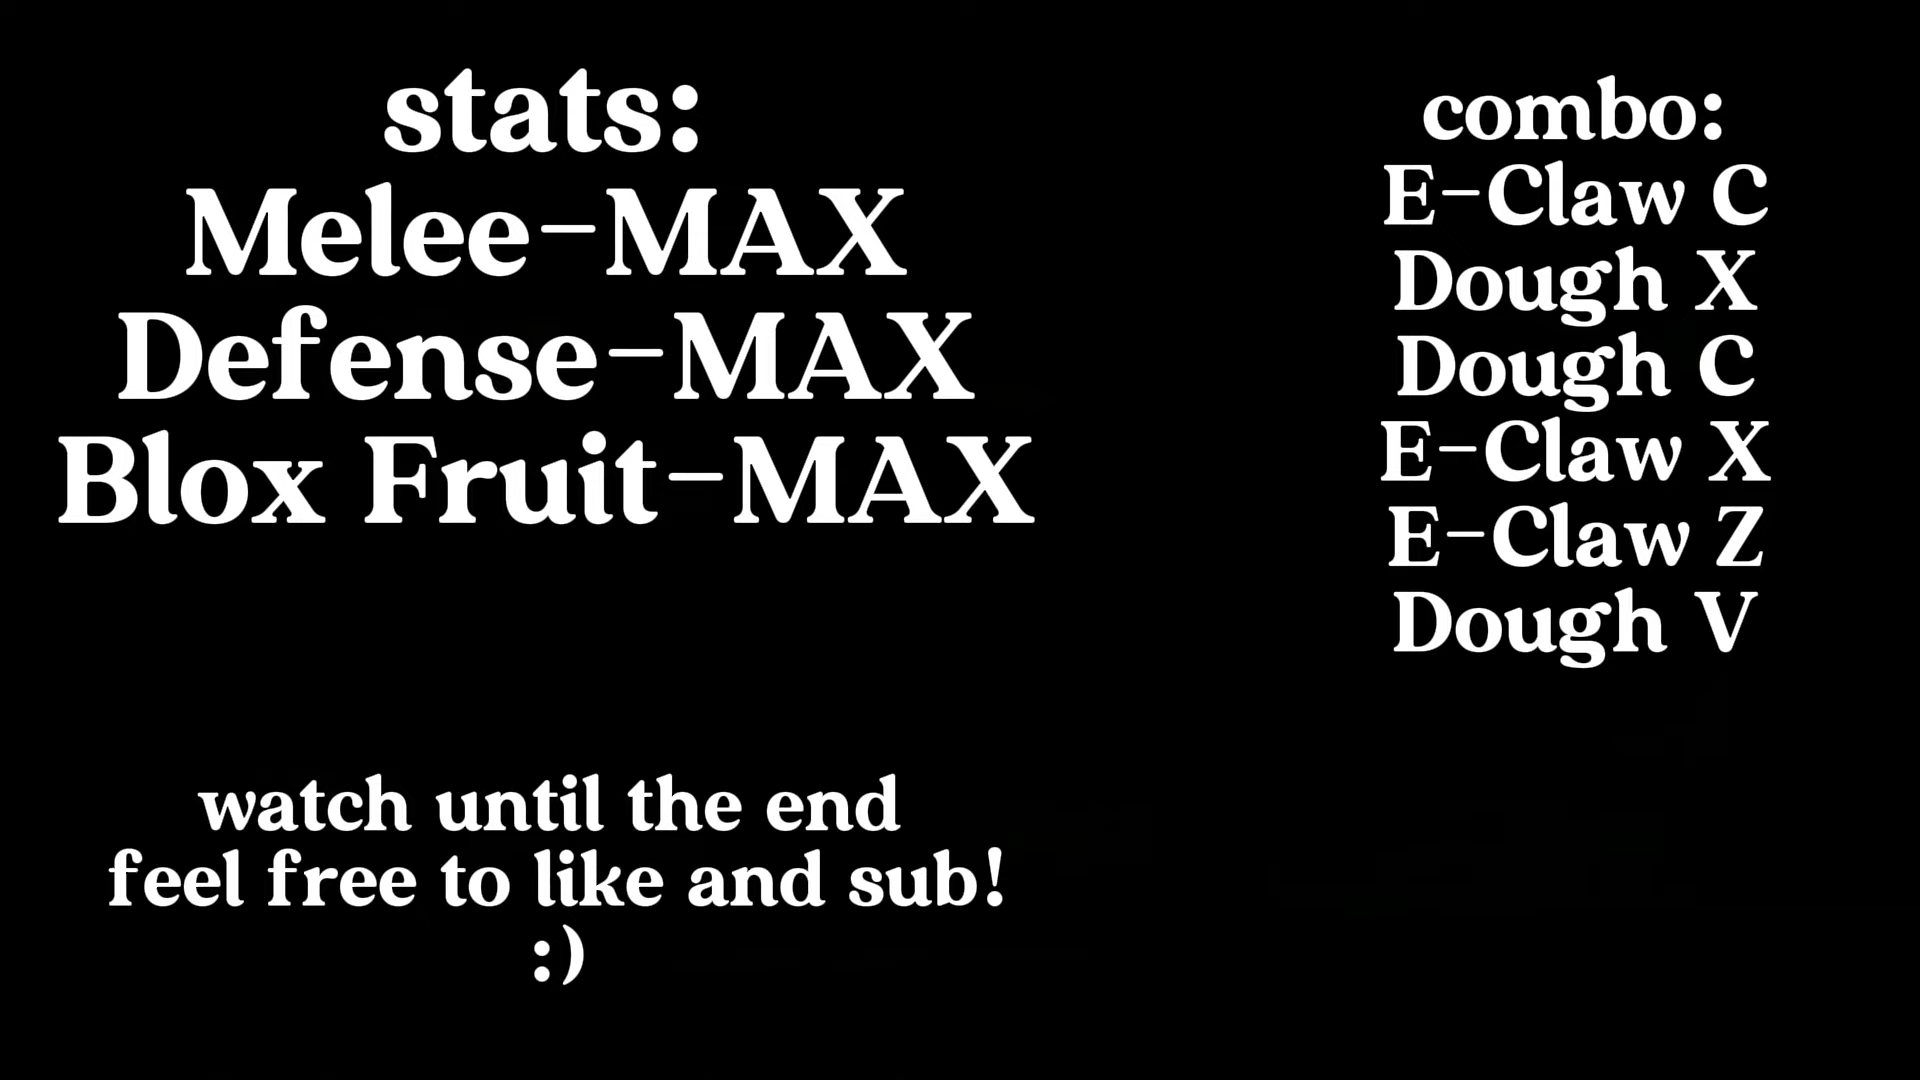 stats:
Melee-MAX
Defense-MAX
Blox Fruit-MAX
combo:
E-Claw C
Dough X
Dough C
E-Claw X
E-Claw Z
Dough V
watch until the end
feel free to like and sub!
:)